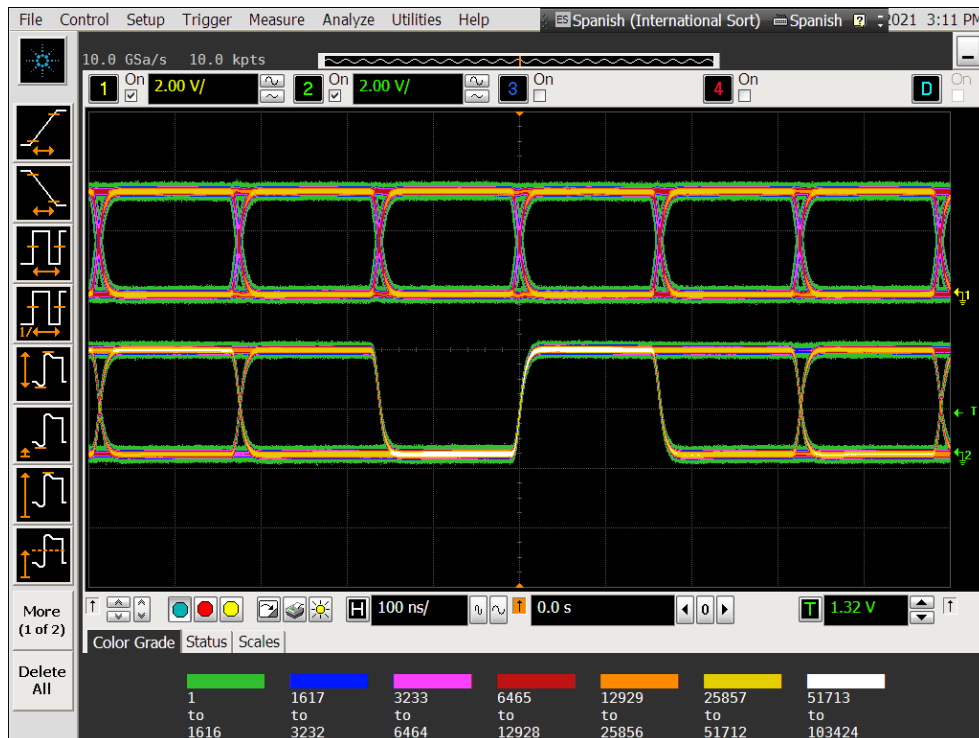 File Control Setup Trigger Measure Analyze Utilities Help ES Spanish (International Sort) Spanish 2021 3:11 PM
10.0 GSa/s 10.0 kpts
1 On 2.00 V/ 2 On 2.00 V/ 3 On 4 D On
1
T
2
More
(1 of 2)
Delete
All
H 100 ns/ T 0.0 s 0 T 1.32 V
Color Grade Status Scales
1 1617 3233 6465 12929 25857 51713
to to to to to to to
1616 3232 6464 12928 25856 51712 103424